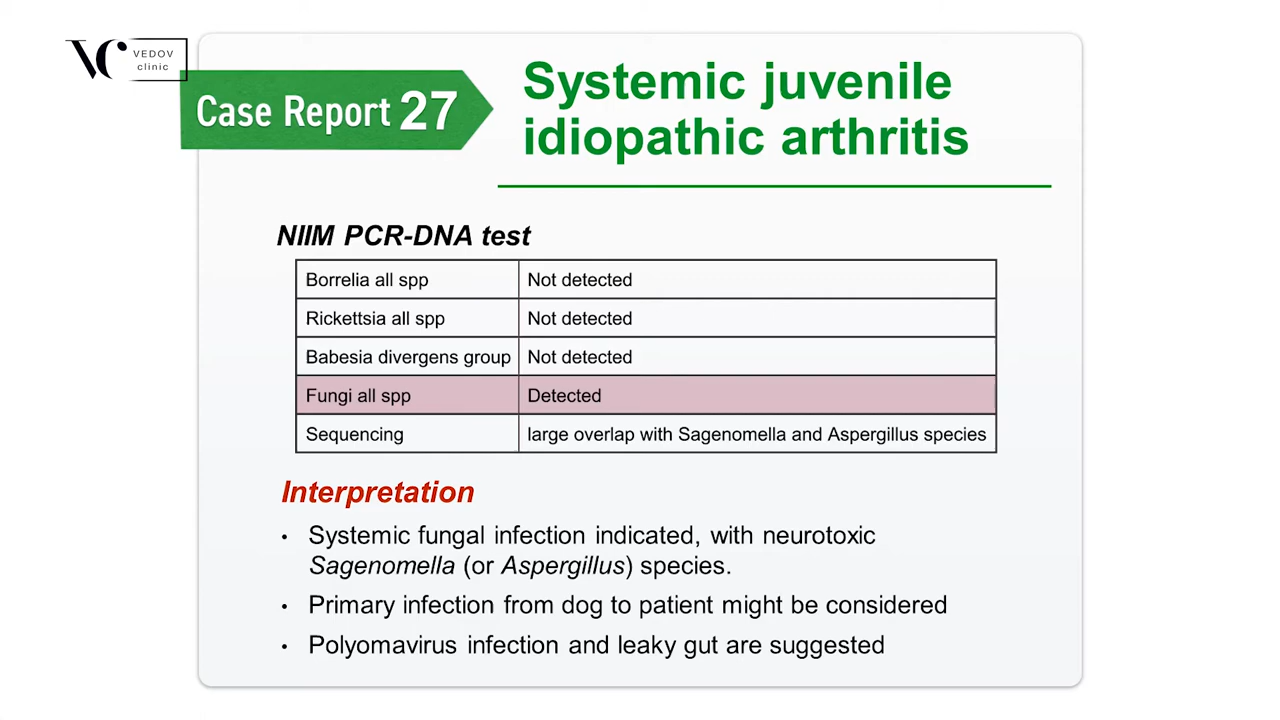 VC
VEDOV
clinic
Case Report 27
Systemic juvenile
idiopathic arthritis
NIIM PCR-DNA test
Borrelia all spp Not detected
Rickettsia all spp Not detected
Babesia divergens group Not detected
Fungi all spp Detected
Sequencing large overlap with Sagenomella and Aspergillus species
Interpretation
• Systemic fungal infection indicated, with neurotoxic
Sagenomella (or Aspergillus) species.
• Primary infection from dog to patient might be considered
• Polyomavirus infection and leaky gut are suggested